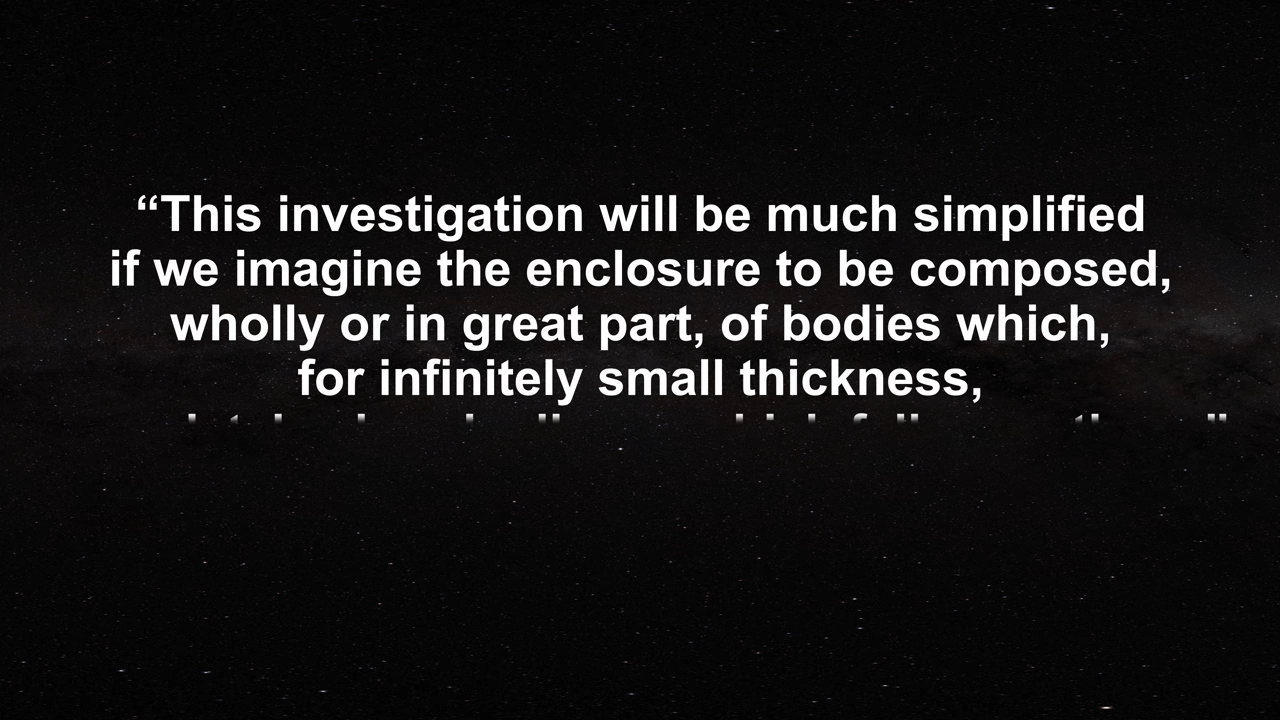 “This investigation will be much simplified
if we imagine the enclosure to be composed,
wholly or in great part, of bodies which,
for infinitely small thickness,